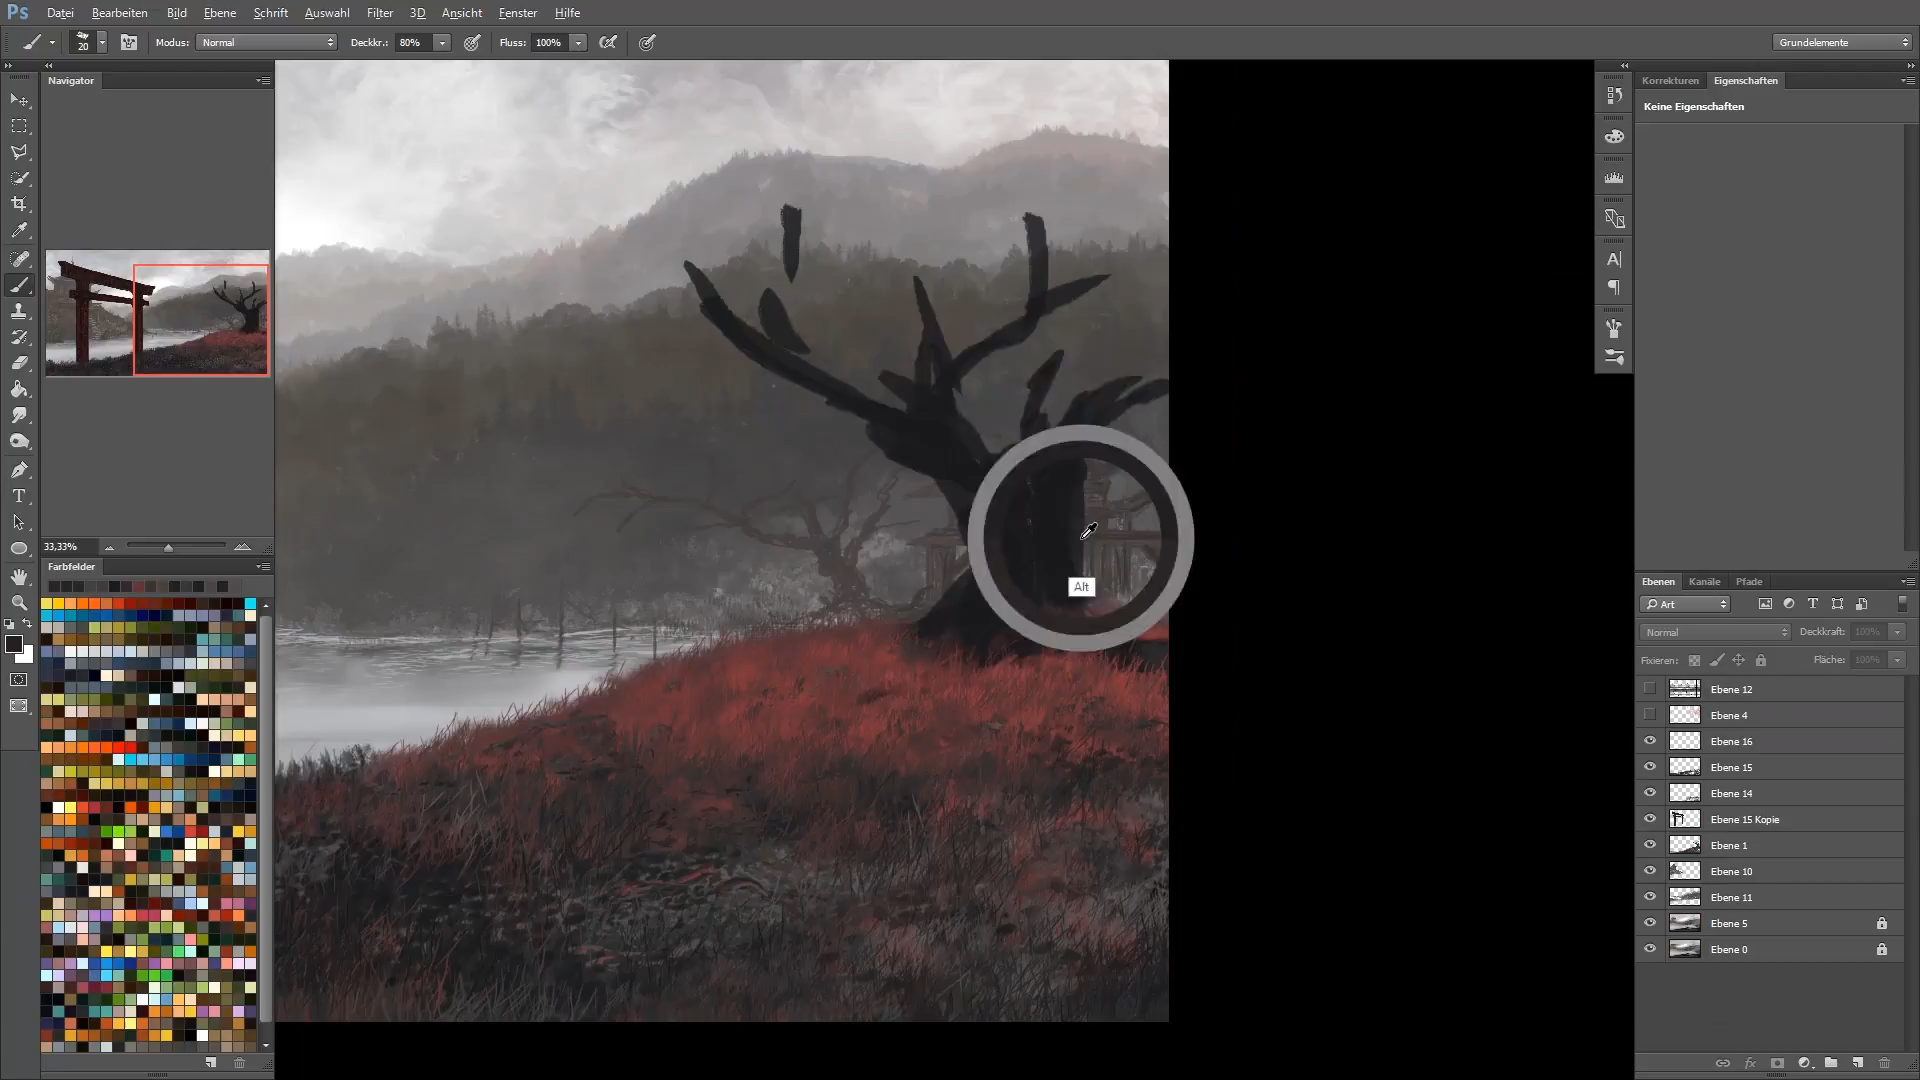 Ps Datei Bearbeiten Bild Ebene Schrift Auswahl Filter 3D Ansicht Fenster Hilfe
20 Modus: Normal Deckkr.: 80% Fluss: 100% Grundelemente
Navigator
33,33%
Farbfelder
Alt
Korrekturen Eigenschaften
Keine Eigenschaften
Ebenen Kanäle Pfade
Art
Normal Deckkraft: 100%
Fixieren: Fläche: 100%
Ebene 12
Ebene 4
Ebene 16
Ebene 15
Ebene 14
Ebene 15 Kopie
Ebene 1
Ebene 10
Ebene 11
Ebene 5
Ebene 0